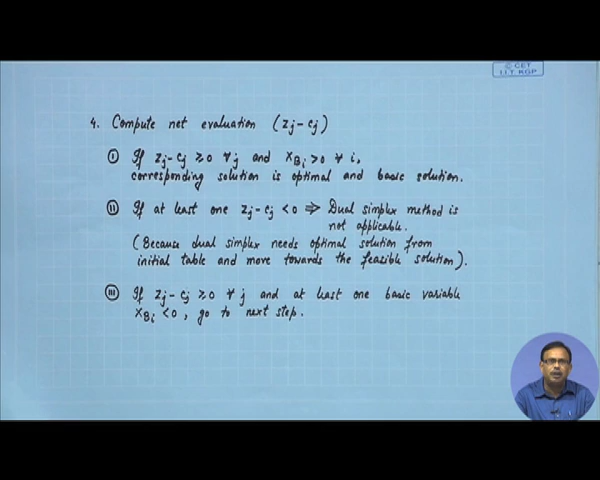 © CET
I.I.T. KGP
4. Compute net evaluation (zj - cj)
(i) If zj - cj ≥ 0 ∀ j and xBi > 0 ∀ i,
corresponding solution is optimal and basic solution.
(ii) If at least one zj - cj < 0 ⇒ Dual simplex method is
not applicable.
(Because dual simplex needs optimal solution from
initial table and move towards the feasible solution).
(iii) If zj - cj ≥ 0 ∀ j and at least one basic variable
xBi < 0, go to next step.